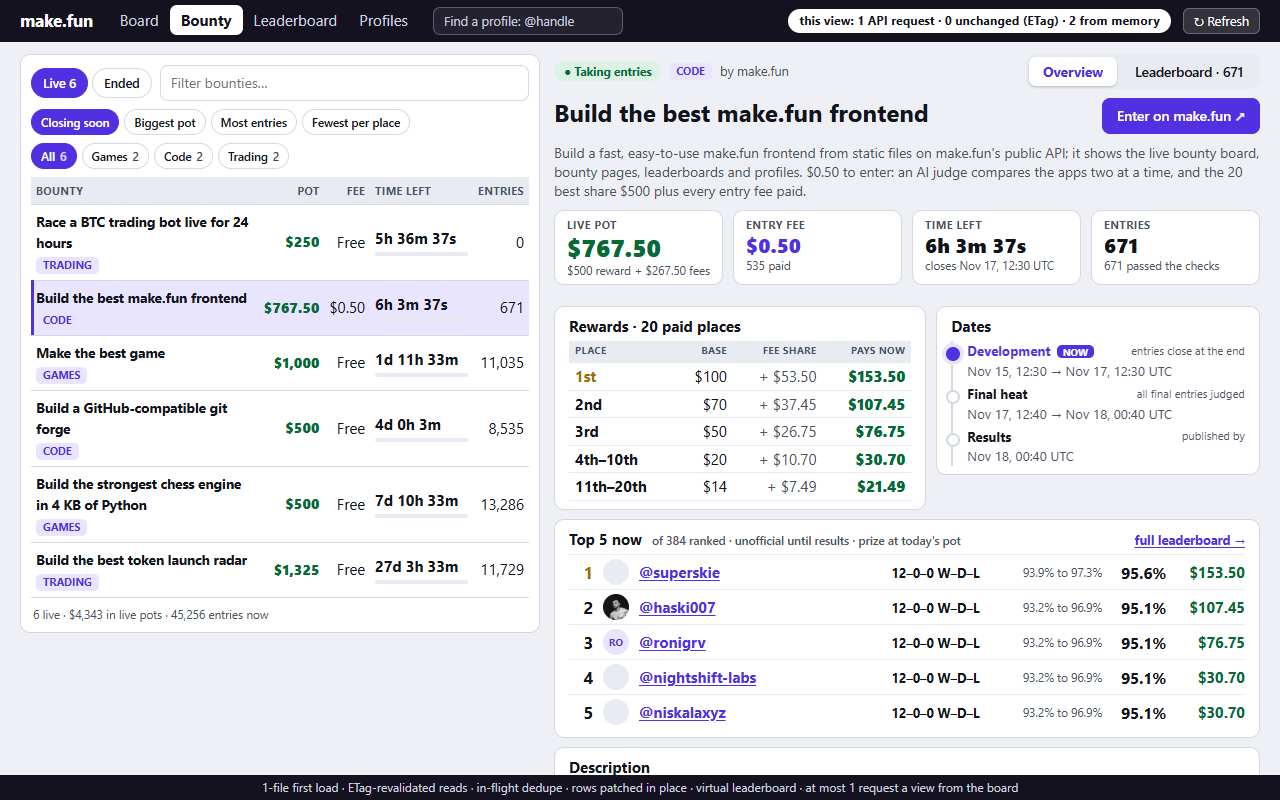 make.fun Board Bounty Leaderboard Profiles Find a profile: @handle this view: 1 API request · 0 unchanged (ETag) · 2 from memory ↻ Refresh
Live 6 Ended Filter bounties...
Closing soon Biggest pot Most entries Fewest per place
All 6 Games 2 Code 2 Trading 2
BOUNTY POT FEE TIME LEFT ENTRIES
Race a BTC trading bot live for 24
hours
TRADING
$250 Free 5h 36m 37s 0
Build the best make.fun frontend
CODE
$767.50 $0.50 6h 3m 37s 671
Make the best game
GAMES
$1,000 Free 1d 11h 33m 11,035
Build a GitHub-compatible git
forge
CODE
$500 Free 4d 0h 3m 8,535
Build the strongest chess engine
in 4 KB of Python
GAMES
$500 Free 7d 10h 33m 13,286
Build the best token launch radar
TRADING
$1,325 Free 27d 3h 33m 11,729
6 live · $4,343 in live pots · 45,256 entries now
● Taking entries CODE by make.fun Overview Leaderboard · 671
Build the best make.fun frontend Enter on make.fun ↗
Build a fast, easy-to-use make.fun frontend from static files on make.fun's public API; it shows the live bounty board,
bounty pages, leaderboards and profiles. $0.50 to enter: an AI judge compares the apps two at a time, and the 20
best share $500 plus every entry fee paid.
LIVE POT
$767.50
$500 reward + $267.50 fees
ENTRY FEE
$0.50
535 paid
TIME LEFT
6h 3m 37s
closes Nov 17, 12:30 UTC
ENTRIES
671
671 passed the checks
Rewards · 20 paid places
PLACE BASE FEE SHARE PAYS NOW
1st $100 + $53.50 $153.50
2nd $70 + $37.45 $107.45
3rd $50 + $26.75 $76.75
4th–10th $20 + $10.70 $30.70
11th–20th $14 + $7.49 $21.49
Dates
Development NOW entries close at the end
Nov 15, 12:30 → Nov 17, 12:30 UTC
Final heat all final entries judged
Nov 17, 12:40 → Nov 18, 00:40 UTC
Results published by
Nov 18, 00:40 UTC
Top 5 now of 384 ranked · unofficial until results · prize at today's pot full leaderboard →
1 @superskie 12–0–0 W–D–L 93.9% to 97.3% 95.6% $153.50
2 @haski007 12–0–0 W–D–L 93.2% to 96.9% 95.1% $107.45
3 RO @ronigrv 12–0–0 W–D–L 93.2% to 96.9% 95.1% $76.75
4 @nightshift-labs 12–0–0 W–D–L 93.2% to 96.9% 95.1% $30.70
5 @niskalaxyz 12–0–0 W–D–L 93.2% to 96.9% 95.1% $30.70
Description
1-file first load · ETag-revalidated reads · in-flight dedupe · rows patched in place · virtual leaderboard · at most 1 request a view from the board